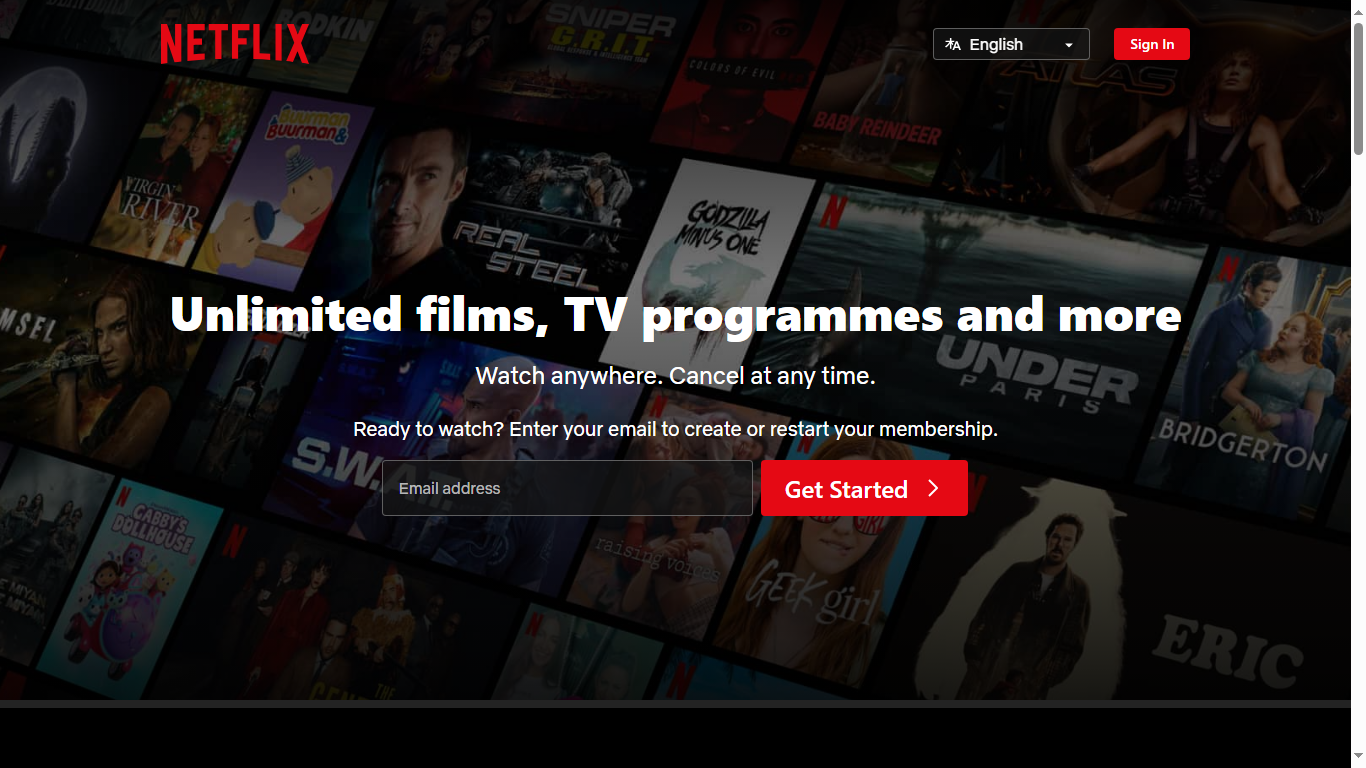 NETFLIX
English
Sign In
BODKIN
SNIPER
G.R.I.T.
COLORS OF EVIL
BABY REINDEER
ATLAS
VIRGIN
RIVER
Buurman
& Buurman
REAL
STEEL
GODZILLA
MINUS ONE
Unlimited films, TV programmes and more
Watch anywhere. Cancel at any time.
UNDER
PARIS
BRIDGERTON
Ready to watch? Enter your email to create or restart your membership.
Email address
Get Started
S.W.A.T.
GABBY'S
DOLLHOUSE
raising voices
GEEK girl
ERIC
THE